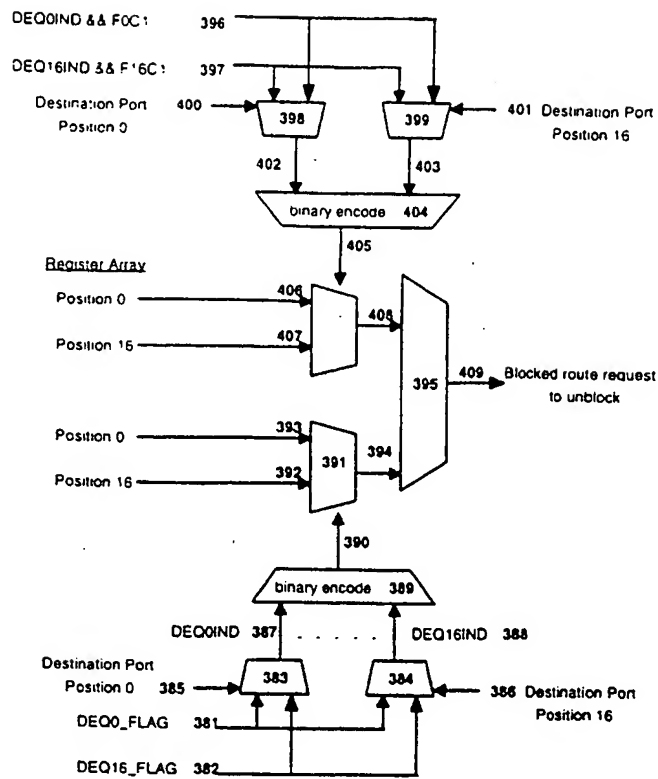 DEQ0IND && F0C1 396
DEQ16IND && F16C1 397
Destination Port 400
Position 0
398
399
401 Destination Port
Position 16
402
403
binary encode 404
405
Register Array
Position 0
406
408
Position 16
407
395
409
Blocked route request
to unblock
Position 0
393
391
394
Position 16
392
390
binary encode 389
DEQ0IND 387 . . . . . . DEQ16IND 388
Destination Port
Position 0 385
383
384
386 Destination Port
Position 16
DEQ0_FLAG 381
DEQ16_FLAG 382